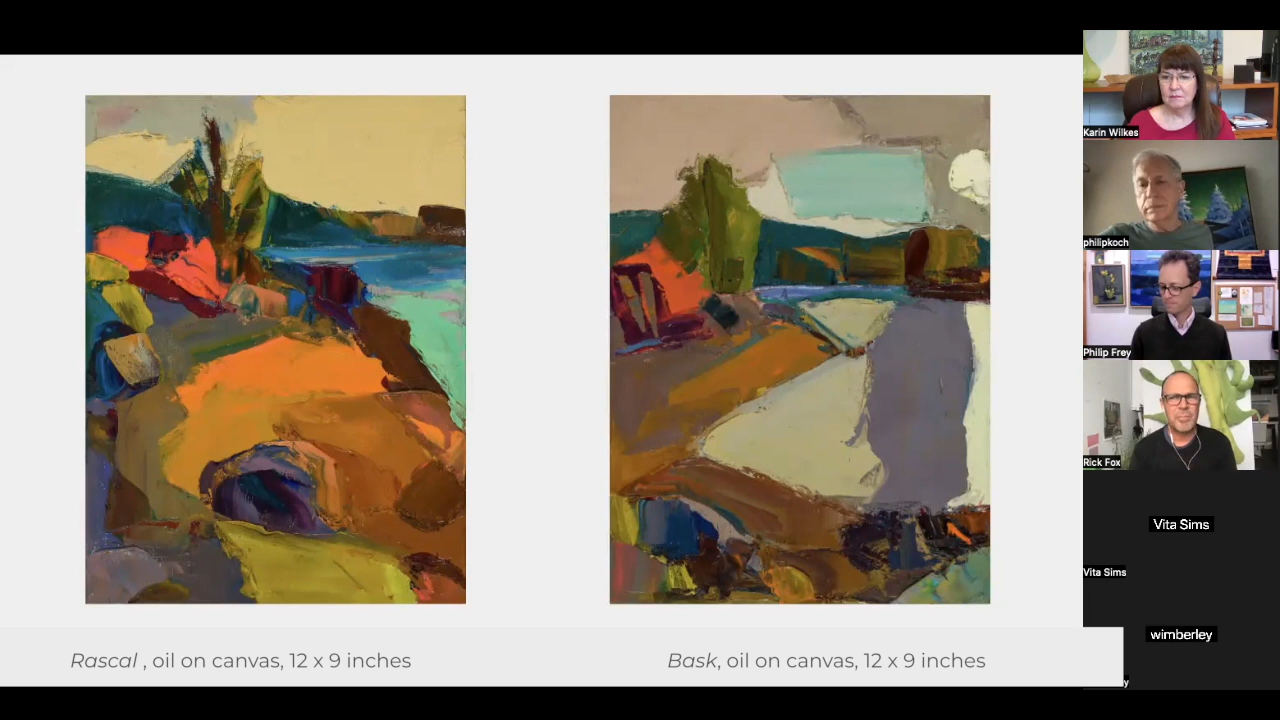 Rascal , oil on canvas, 12 x 9 inches
Bask, oil on canvas, 12 x 9 inches
Karin Wilkes
philipkoch
Philip Frey
Rick Fox
Vita Sims
Vita Sims
wimberley